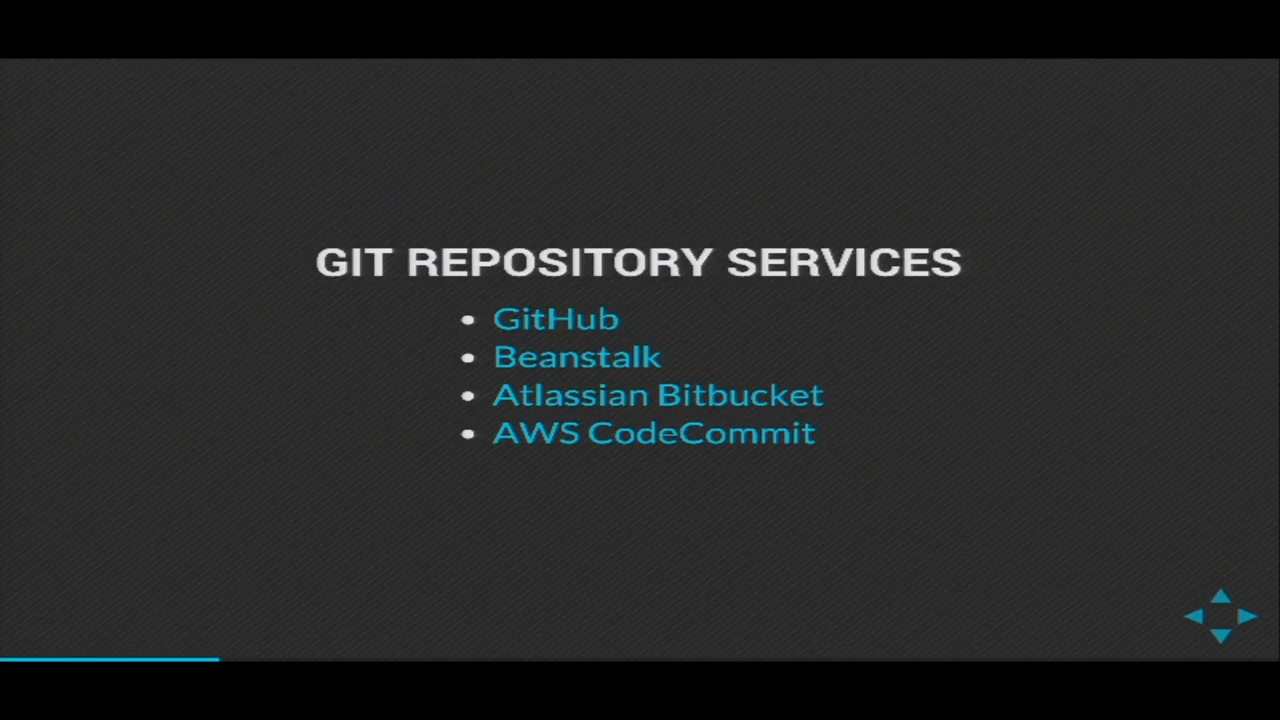 GIT REPOSITORY SERVICES
GitHub
Beanstalk
Atlassian Bitbucket
AWS CodeCommit